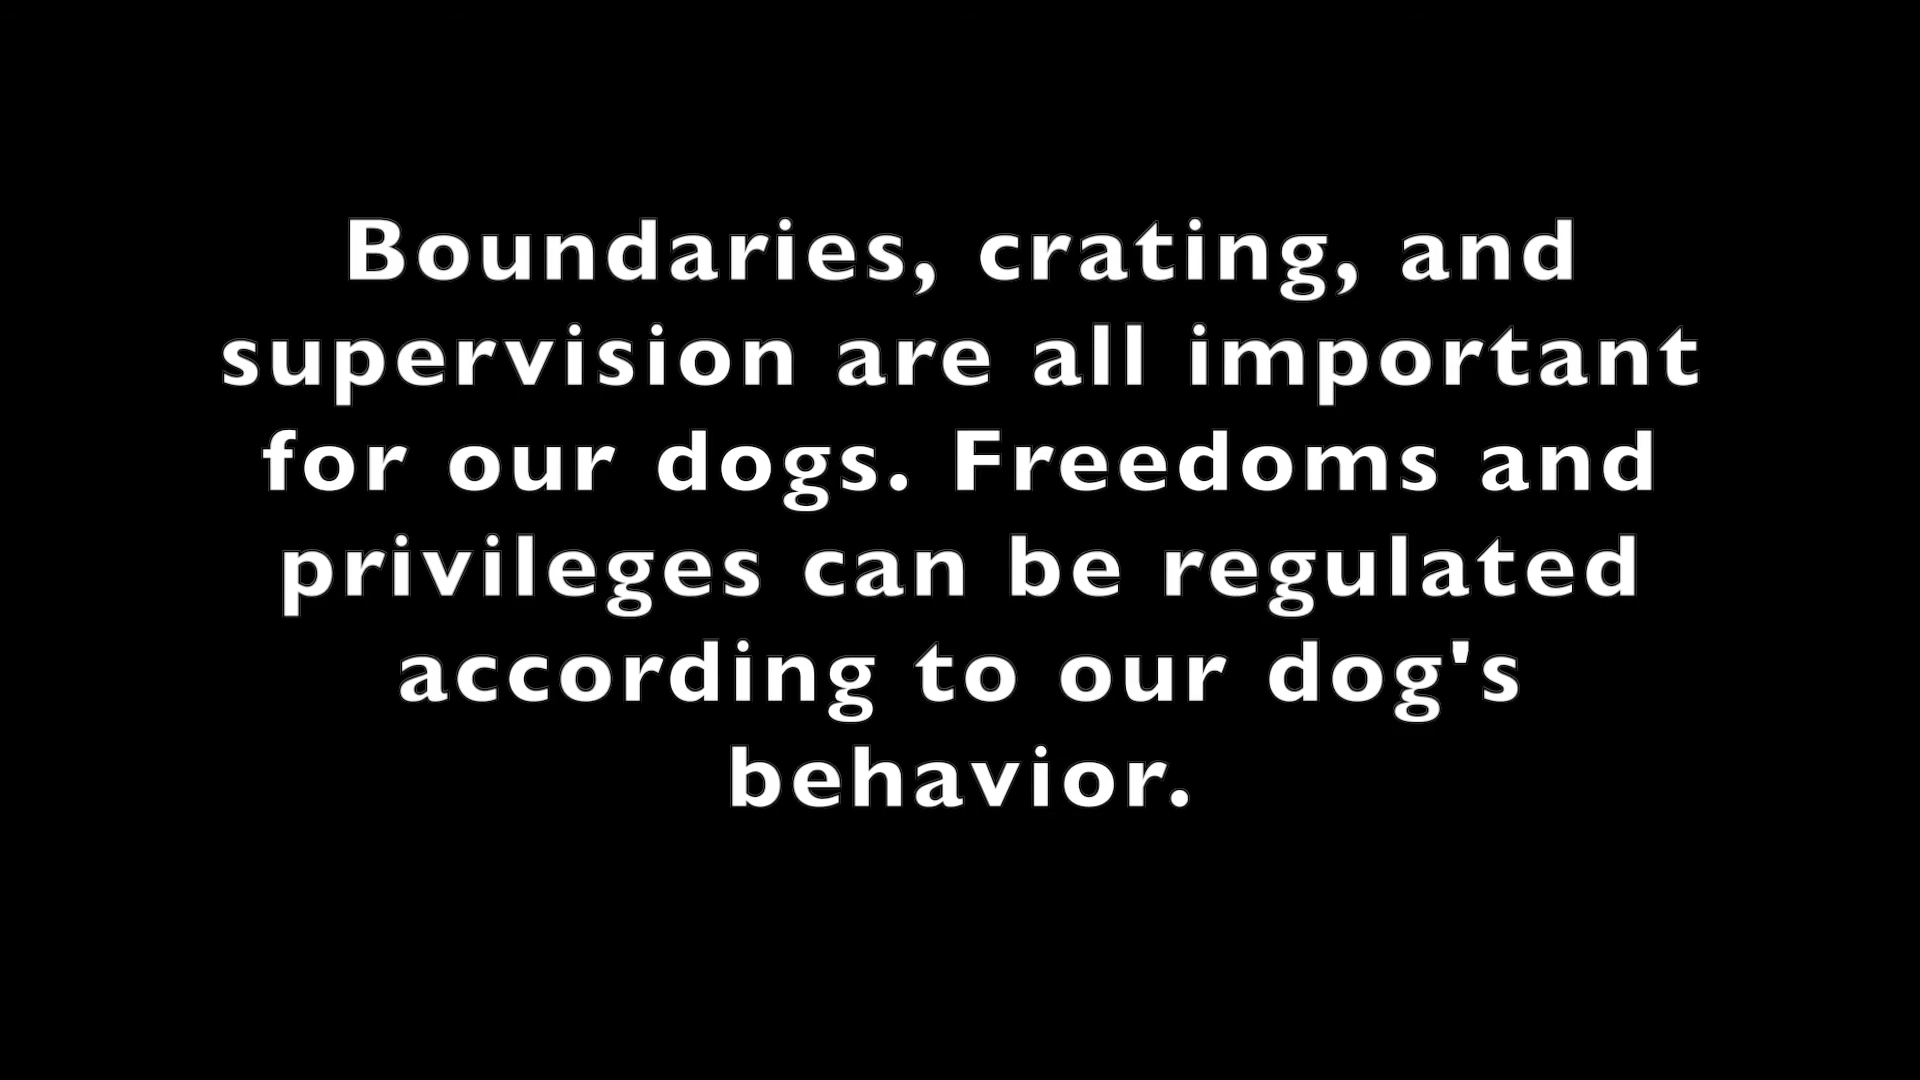 Boundaries, crating, and
supervision are all important
for our dogs. Freedoms and
privileges can be regulated
according to our dog's
behavior.